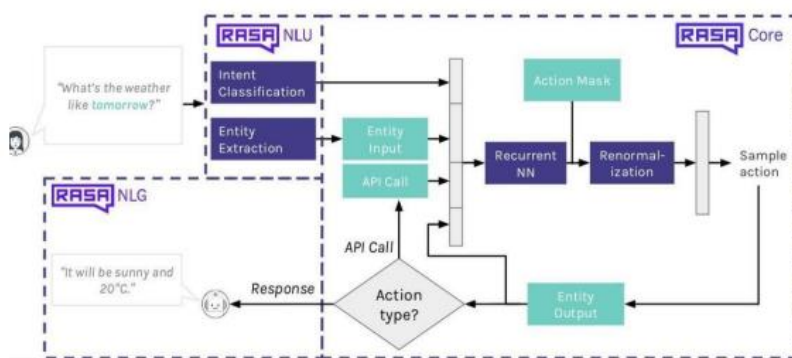 RASA NLU
RASA Core
"What's the weather
like tomorrow?"
Intent
Classification
Entity
Extraction
Entity
Input
API Call
Action Mask
Recurrent
NN
Renormal-
ization
Sample
action
RASA NLG
"It will be sunny and
20°C."
Response
API Call
Action
type?
Entity
Output